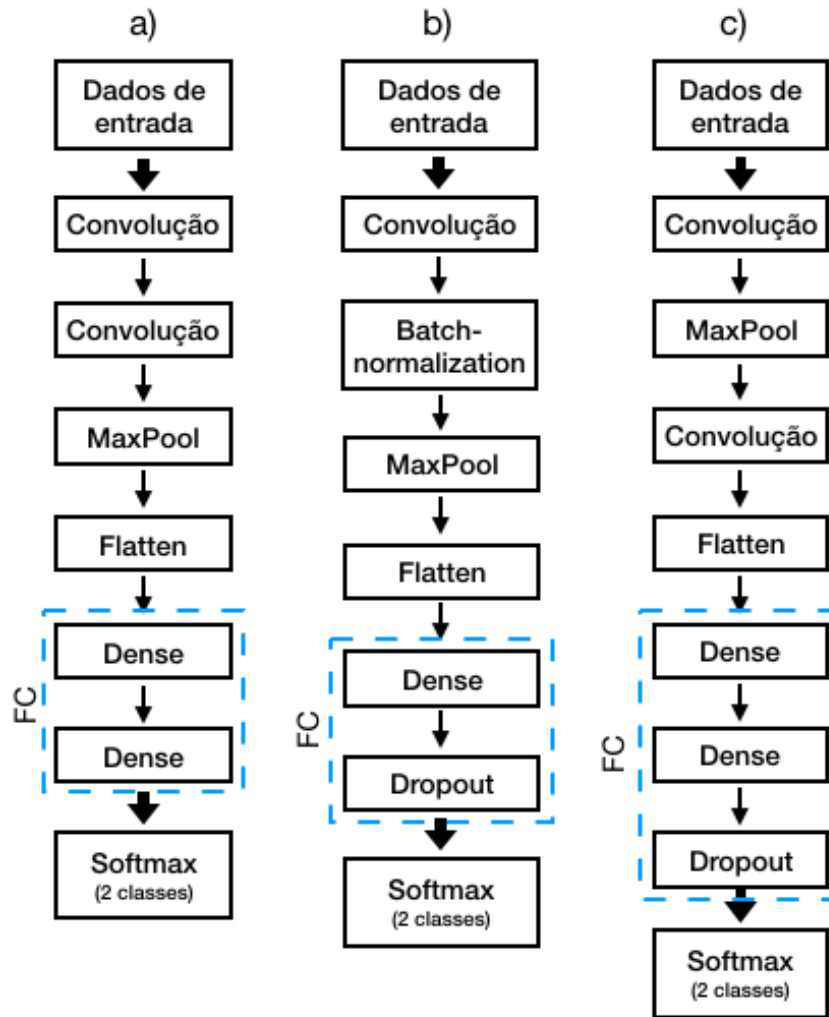 a)
Dados de
entrada
Convolução
Convolução
MaxPool
Flatten
FC
Dense
Dense
Softmax
(2 classes)
b)
Dados de
entrada
Convolução
Batch-
normalization
MaxPool
Flatten
FC
Dense
Dropout
Softmax
(2 classes)
c)
Dados de
entrada
Convolução
MaxPool
Convolução
Flatten
FC
Dense
Dense
Dropout
Softmax
(2 classes)